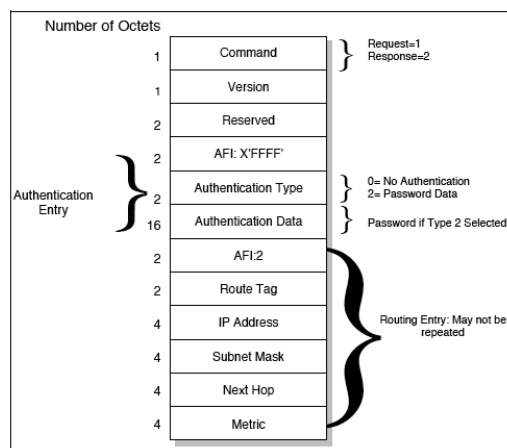 Number of Octets
1 Command
Request=1
Response=2
1 Version
2 Reserved
2 AFI: X'FFFF'
Authentication
Entry
2 Authentication Type
0= No Authentication
2= Password Data
16 Authentication Data
Password if Type 2 Selected
2 AFI:2
2 Route Tag
4 IP Address
Routing Entry: May not be
repeated
4 Subnet Mask
4 Next Hop
4 Metric